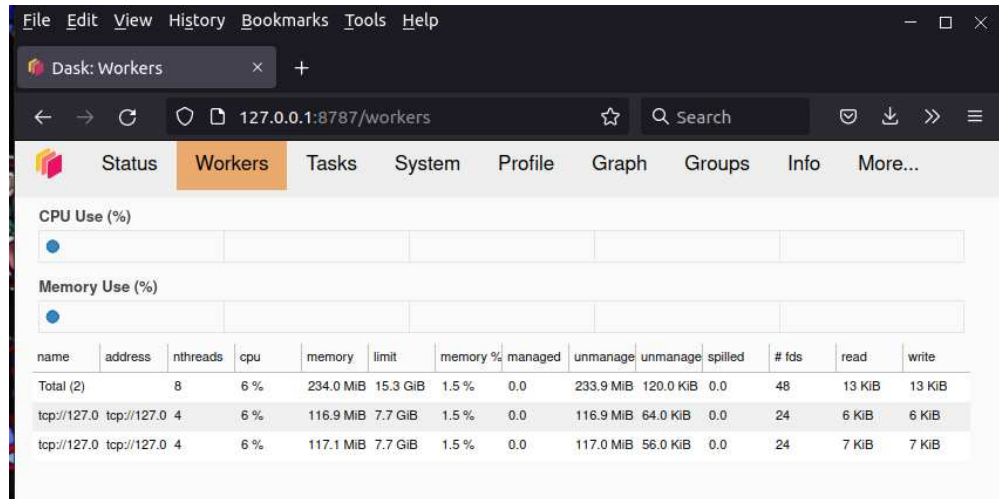 File Edit View History Bookmarks Tools Help
Dask: Workers
127.0.0.1:8787/workers Search
Status Workers Tasks System Profile Graph Groups Info More...
CPU Use (%)
Memory Use (%)
name address nthreads cpu memory limit memory % managed unmanage unmanage spilled # fds read write
Total (2) 8 6 % 234.0 MiB 15.3 GiB 1.5 % 0.0 233.9 MiB 120.0 KiB 0.0 48 13 KiB 13 KiB
tcp://127.0 tcp://127.0 4 6 % 116.9 MiB 7.7 GiB 1.5 % 0.0 116.9 MiB 64.0 KiB 0.0 24 6 KiB 6 KiB
tcp://127.0 tcp://127.0 4 6 % 117.1 MiB 7.7 GiB 1.5 % 0.0 117.0 MiB 56.0 KiB 0.0 24 7 KiB 7 KiB